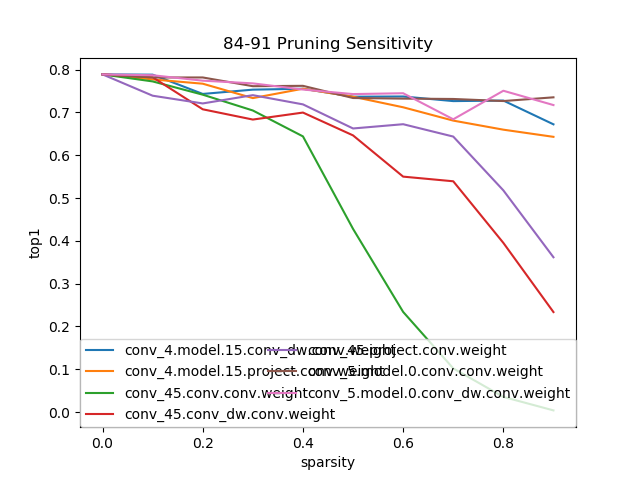 84-91 Pruning Sensitivity
top1
0.8
0.7
0.6
0.5
0.4
0.3
0.2
0.1
0.0
conv_4.model.15.conv_dw.conv.weight
conv_4.model.15.project.conv.weight
conv_45.conv.conv.weight
conv_45.conv_dw.conv.weight
conv_45.project.conv.weight
conv_5.model.0.conv.conv.weight
conv_5.model.0.conv_dw.conv.weight
0.0 0.2 0.4 0.6 0.8
sparsity